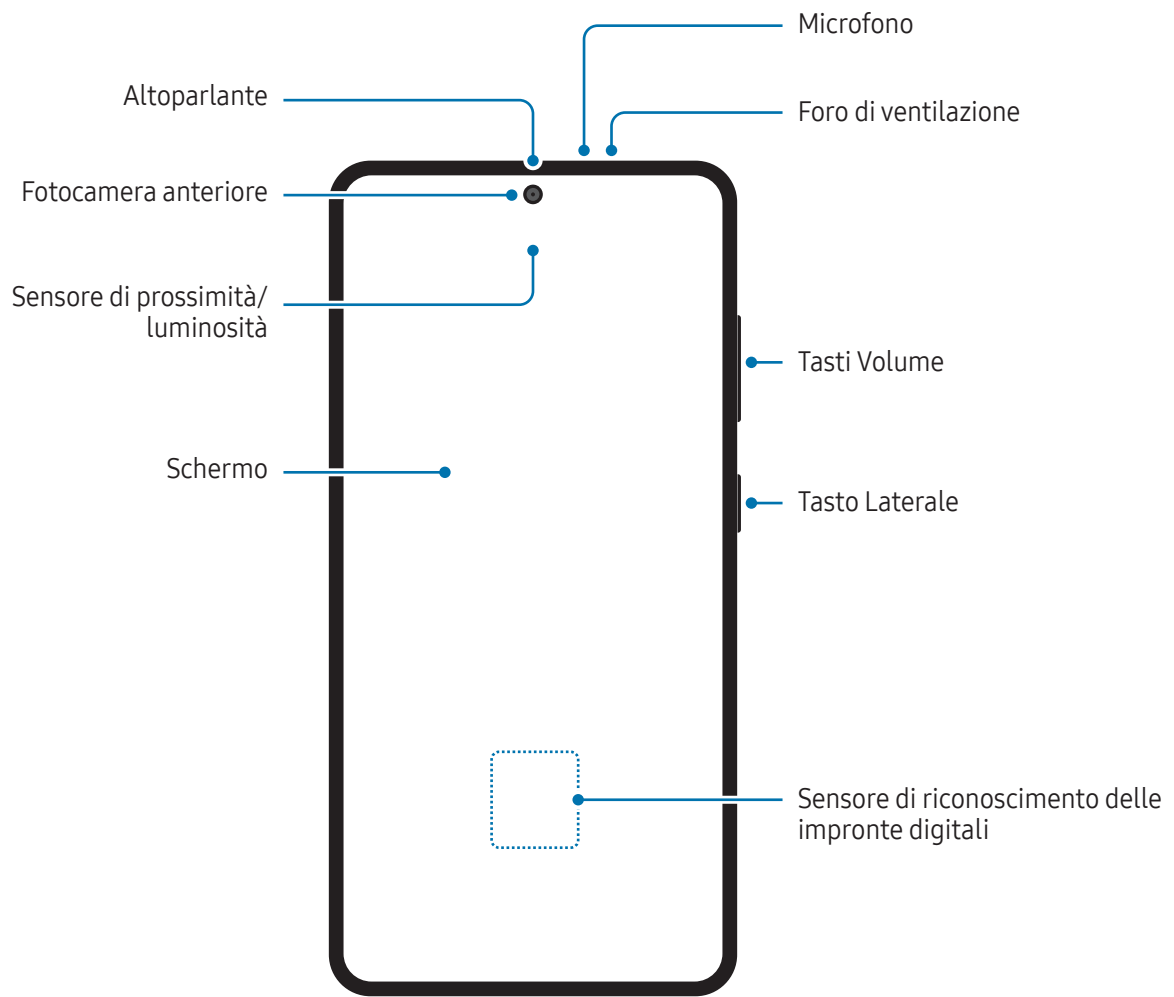 Microfono
Altoparlante
Foro di ventilazione
Fotocamera anteriore
Sensore di prossimità/
luminosità
Tasti Volume
Schermo
Tasto Laterale
Sensore di riconoscimento delle
impronte digitali